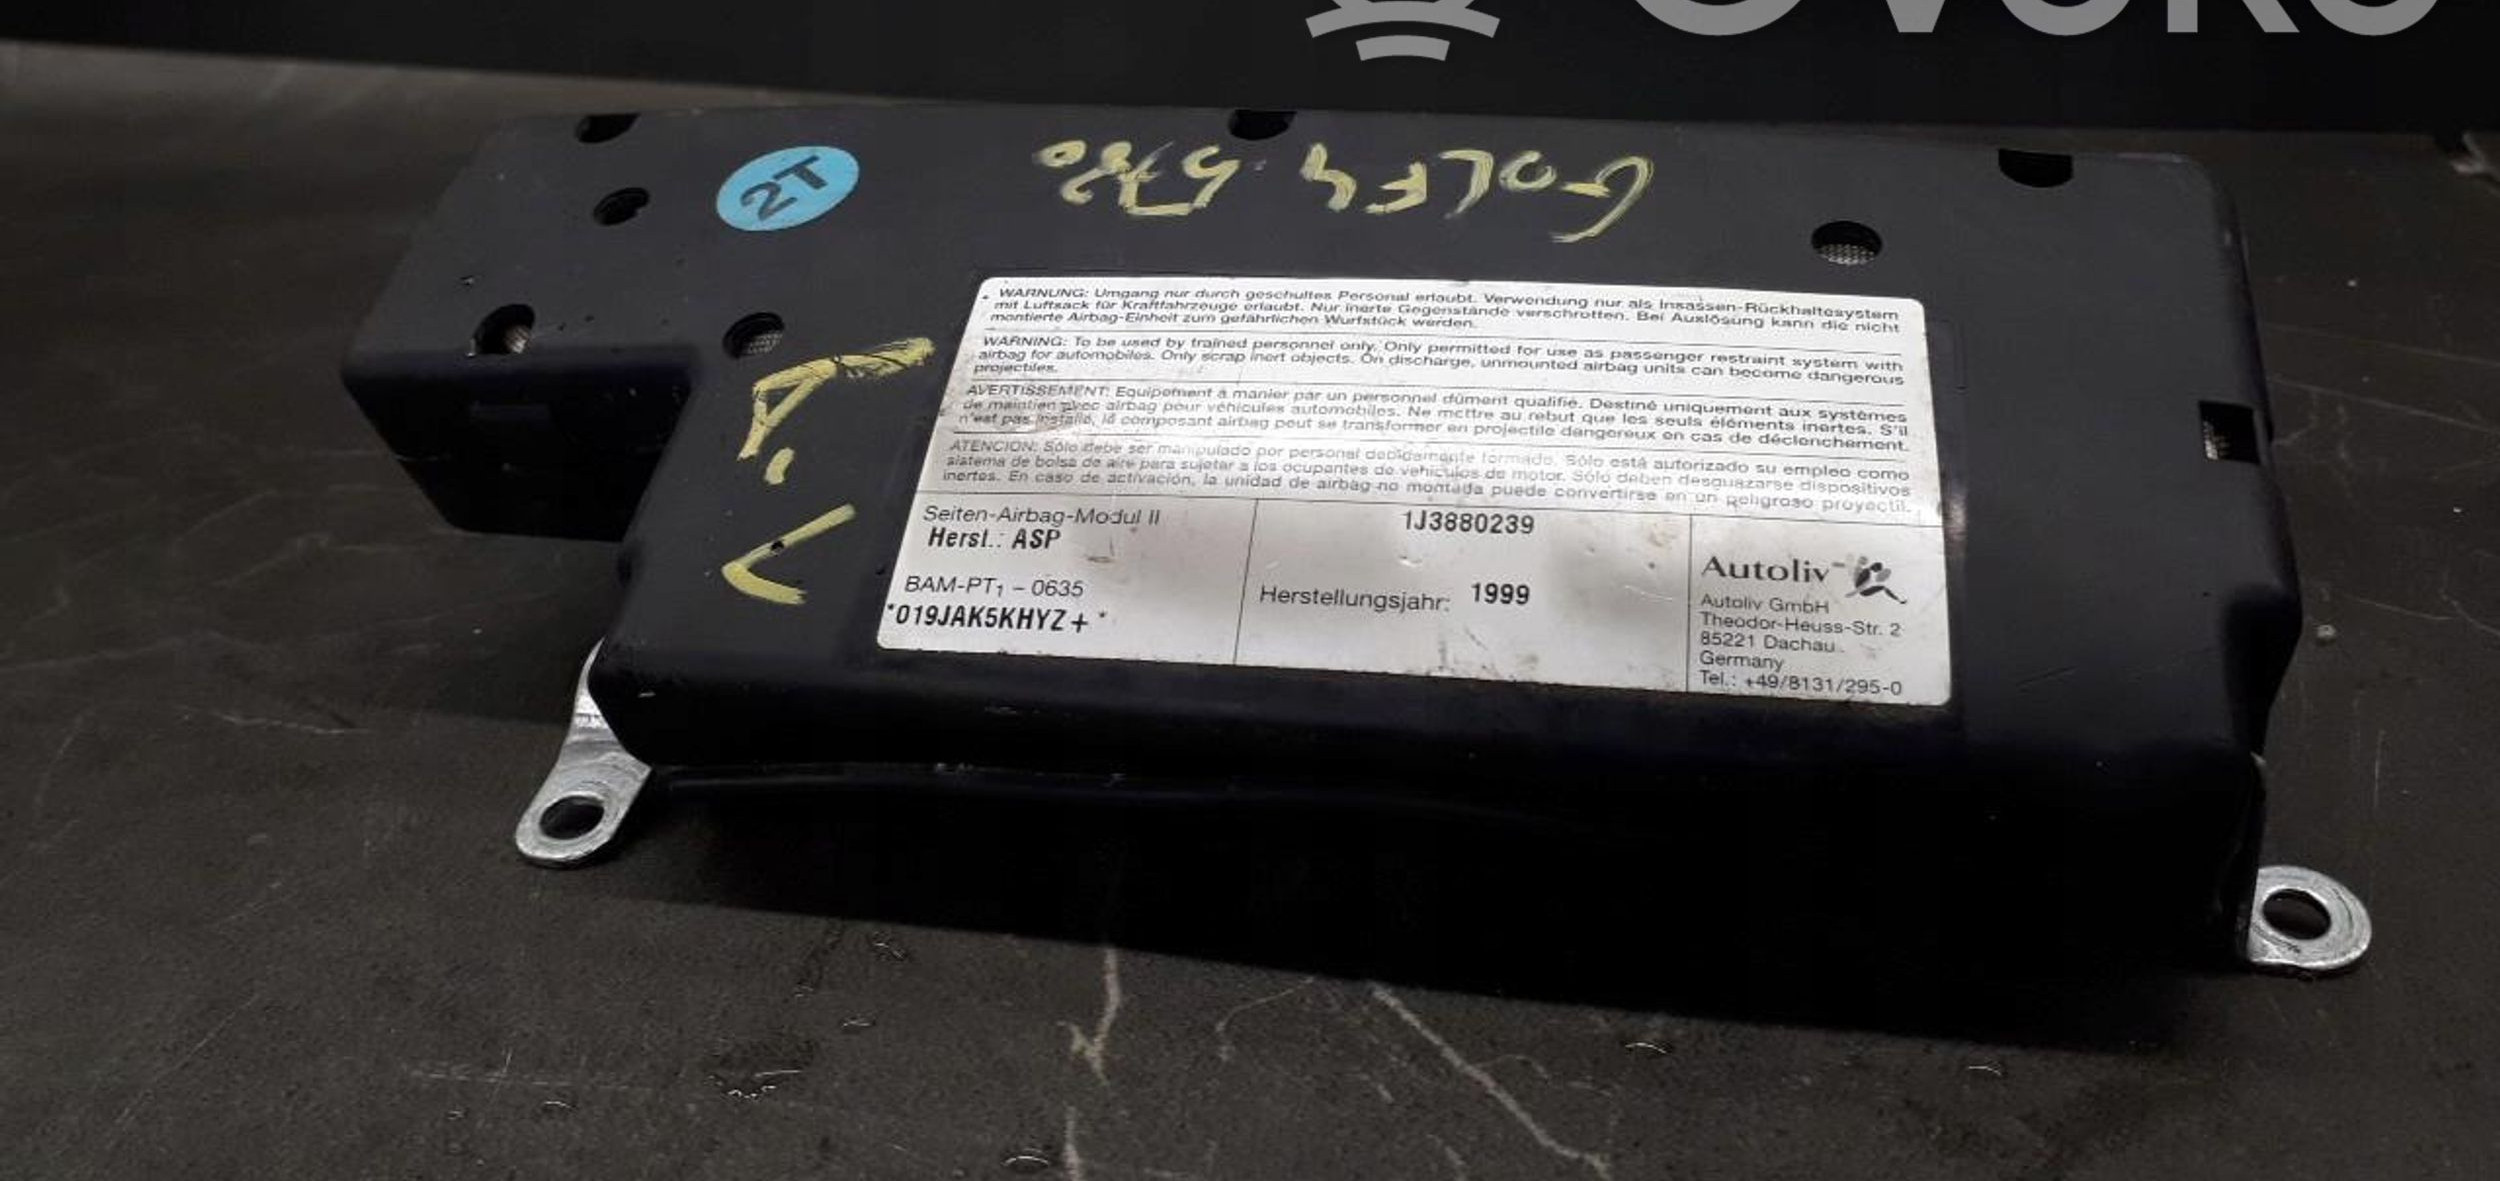 OVOKO
2T
GOLF4 5780
P.
L
WARNUNG: Umgang nur durch geschultes Personal erlaubt. Verwendung nur als Insassen-Rückhaltesystem
mit Luftsack für Kraftfahrzeuge erlaubt. Nur inerte Gegenstände verschrotten. Bei Auslösung kann die nicht
montierte Airbag-Einheit zum gefährlichen Wurfstück werden.
WARNING: To be used by trained personnel only. Only permitted for use as passenger restraint system with
airbag for automobiles. Only scrap inert objects. On discharge, unmounted airbag units can become dangerous
projectiles.
AVERTISSEMENT: Equipement à manier par un personnel dûment qualifié. Destiné uniquement aux systèmes
de maintien avec airbag pour véhicules automobiles. Ne mettre au rebut que les seuls éléments inertes. S'il
n'est pas installé, le composant airbag peut se transformer en projectile dangereux en cas de déclenchement.
ATENCION: Sólo debe ser manipulado por personal debidamente formado. Sólo está autorizado su empleo como
sistema de bolsa de aire para sujetar a los ocupantes de vehículos de motor. Sólo deben desguazarse dispositivos
inertes. En caso de activación, la unidad de airbag no montada puede convertirse en un peligroso proyectil.
Seiten-Airbag-Modul II
Herst.: ASP
BAM-PT₁ – 0635
*019JAK5KHYZ+ *
1J3880239
Herstellungsjahr: 1999
Autoliv
Autoliv GmbH
Theodor-Heuss-Str. 2
85221 Dachau
Germany
Tel.: +49/8131/295-0